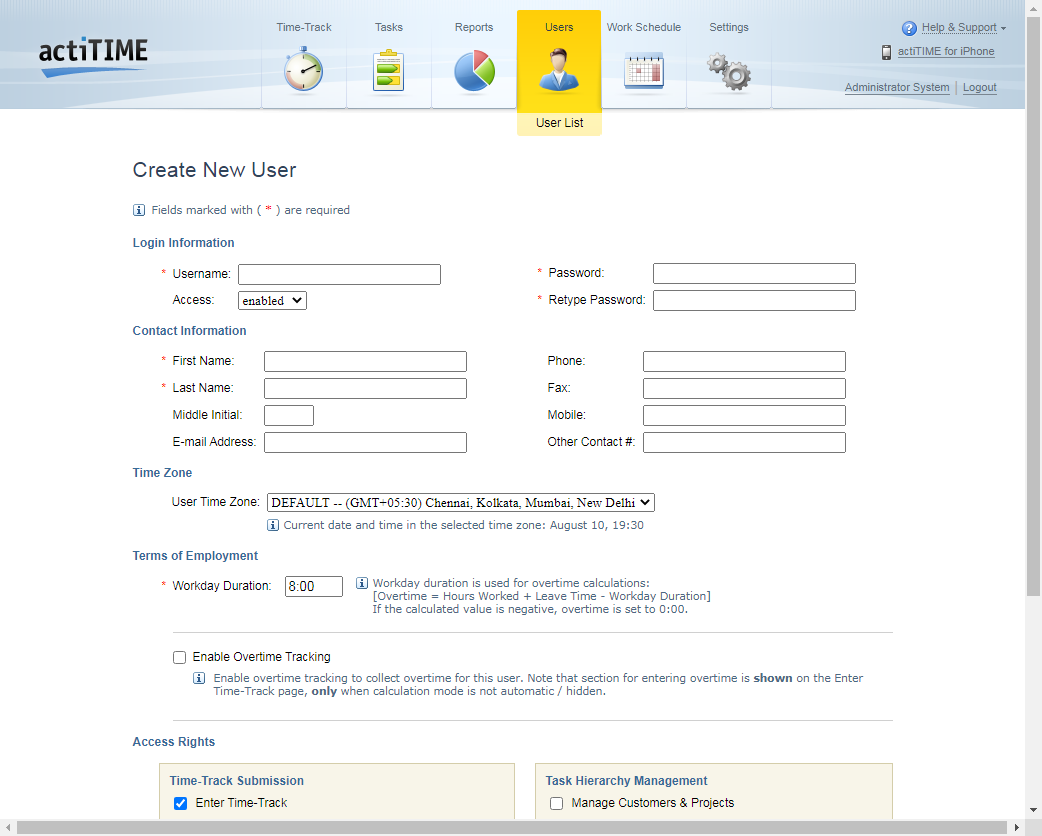 actiTIME
Time-Track
Tasks
Reports
Users
Work Schedule
Settings
Help & Support
actiTIME for iPhone
Administrator System
Logout
User List
Create New User
Fields marked with ( * ) are required
Login Information
* Username:
* Password:
Access: enabled
* Retype Password:
Contact Information
* First Name:
Phone:
* Last Name:
Fax:
Middle Initial:
Mobile:
E-mail Address:
Other Contact #:
Time Zone
User Time Zone: DEFAULT -- (GMT+05:30) Chennai, Kolkata, Mumbai, New Delhi
Current date and time in the selected time zone: August 10, 19:30
Terms of Employment
* Workday Duration: 8:00
Workday duration is used for overtime calculations:
[Overtime = Hours Worked + Leave Time - Workday Duration]
If the calculated value is negative, overtime is set to 0:00.
Enable Overtime Tracking
Enable overtime tracking to collect overtime for this user. Note that section for entering overtime is shown on the Enter
Time-Track page, only when calculation mode is not automatic / hidden.
Access Rights
Time-Track Submission
Enter Time-Track
Task Hierarchy Management
Manage Customers & Projects